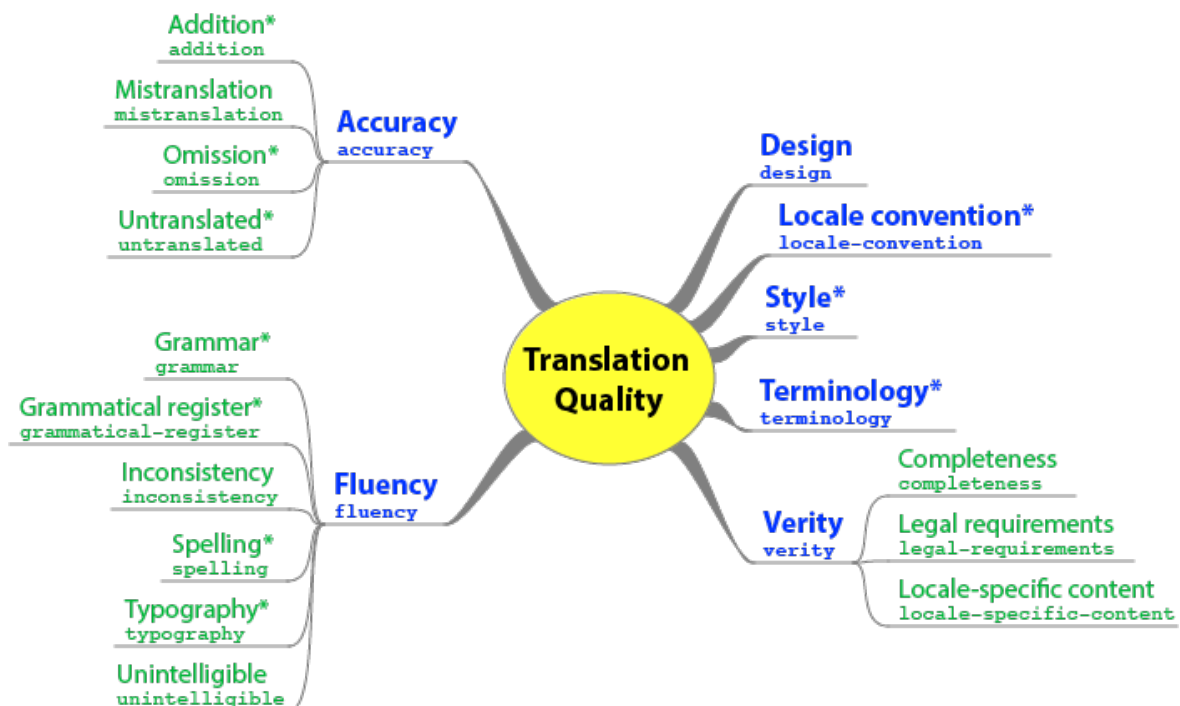 Addition*
addition
Mistranslation
mistranslation
Omission*
omission
Untranslated*
untranslated
Accuracy
accuracy
Grammar*
grammar
Grammatical register*
grammatical-register
Inconsistency
inconsistency
Spelling*
spelling
Typography*
typography
Unintelligible
unintelligible
Fluency
fluency
Translation
Quality
Design
design
Locale convention*
locale-convention
Style*
style
Terminology*
terminology
Verity
verity
Completeness
completeness
Legal requirements
legal-requirements
Locale-specific content
locale-specific-content